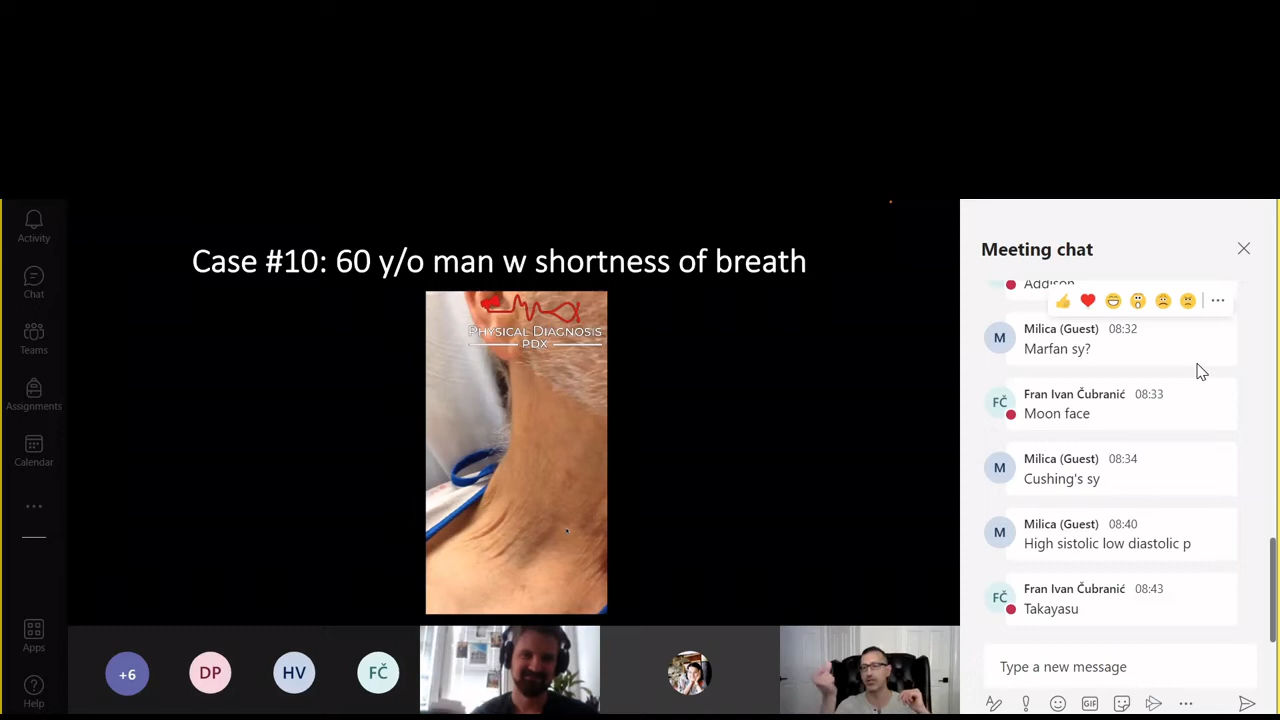 Activity
Chat
Teams
Assignments
Calendar
Apps
Help
Case #10: 60 y/o man w shortness of breath
PHYSICAL DIAGNOSIS
PDX
+6
DP
HV
FČ
Meeting chat
Addison
M
Milica (Guest) 08:32
Marfan sy?
FČ
Fran Ivan Čubranić 08:33
Moon face
M
Milica (Guest) 08:34
Cushing's sy
M
Milica (Guest) 08:40
High sistolic low diastolic p
FČ
Fran Ivan Čubranić 08:43
Takayasu
Type a new message
GIF